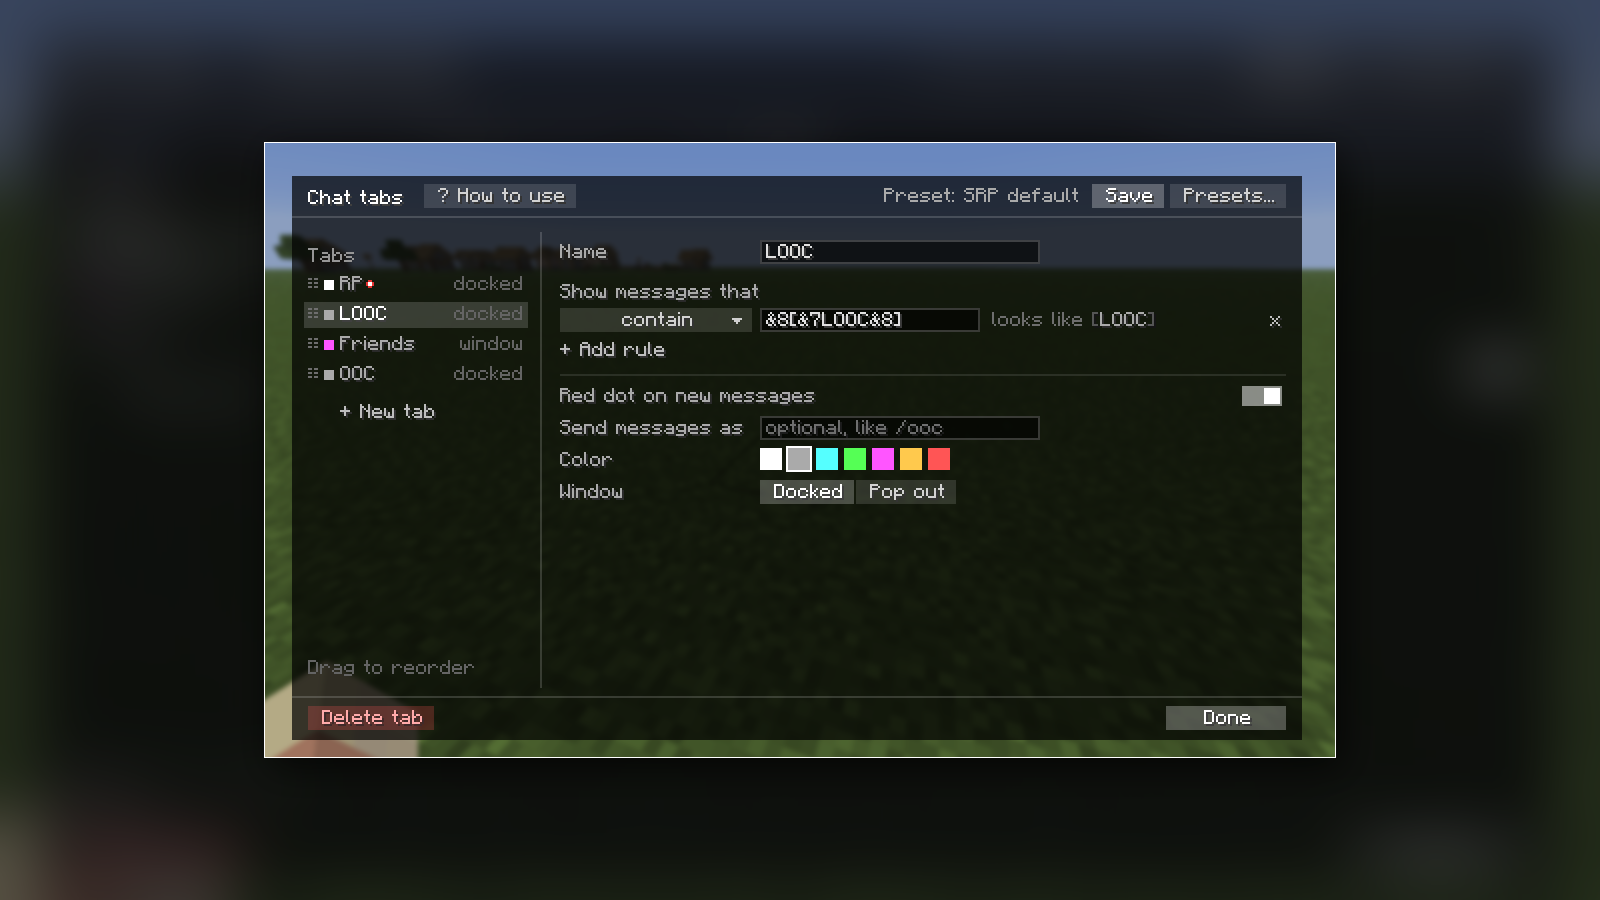 Chat tabs
? How to use
Preset: SRP default
Save
Presets...
Tabs
RP docked
LOOC docked
Friends window
OOC docked
+ New tab
Drag to reorder
Name
LOOC
Show messages that
contain
&8[&7LOOC&8]
looks like [LOOC]
x
+ Add rule
Red dot on new messages
Send messages as
optional, like /ooc
Color
Window
Docked
Pop out
Delete tab
Done